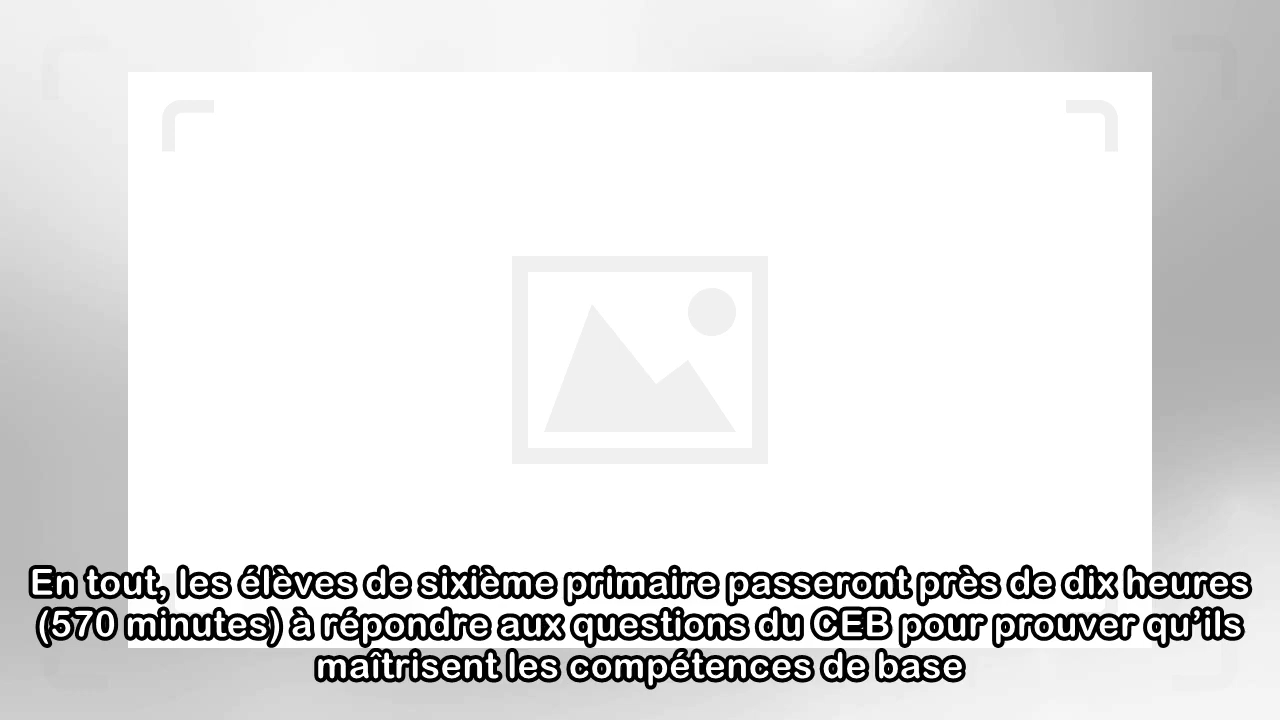 En tout, les élèves de sixième primaire passeront près de dix heures
(570 minutes) à répondre aux questions du CEB pour prouver qu’ils
maîtrisent les compétences de base